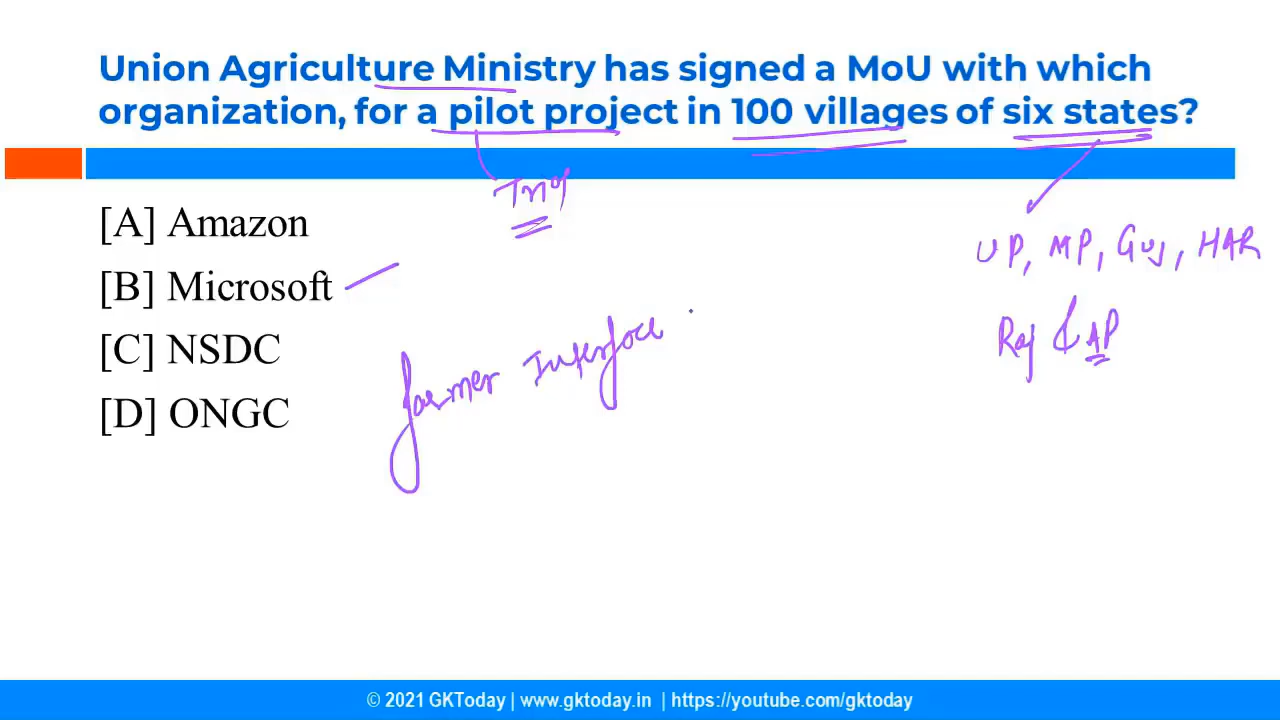 Union Agriculture Ministry has signed a MoU with which
organization, for a pilot project in 100 villages of six states?
[A] Amazon
[B] Microsoft
[C] NSDC
[D] ONGC
UP, MP, Guj, HAR
Raj & AP
farmer Interface
© 2021 GKToday | www.gktoday.in | https://youtube.com/gktoday